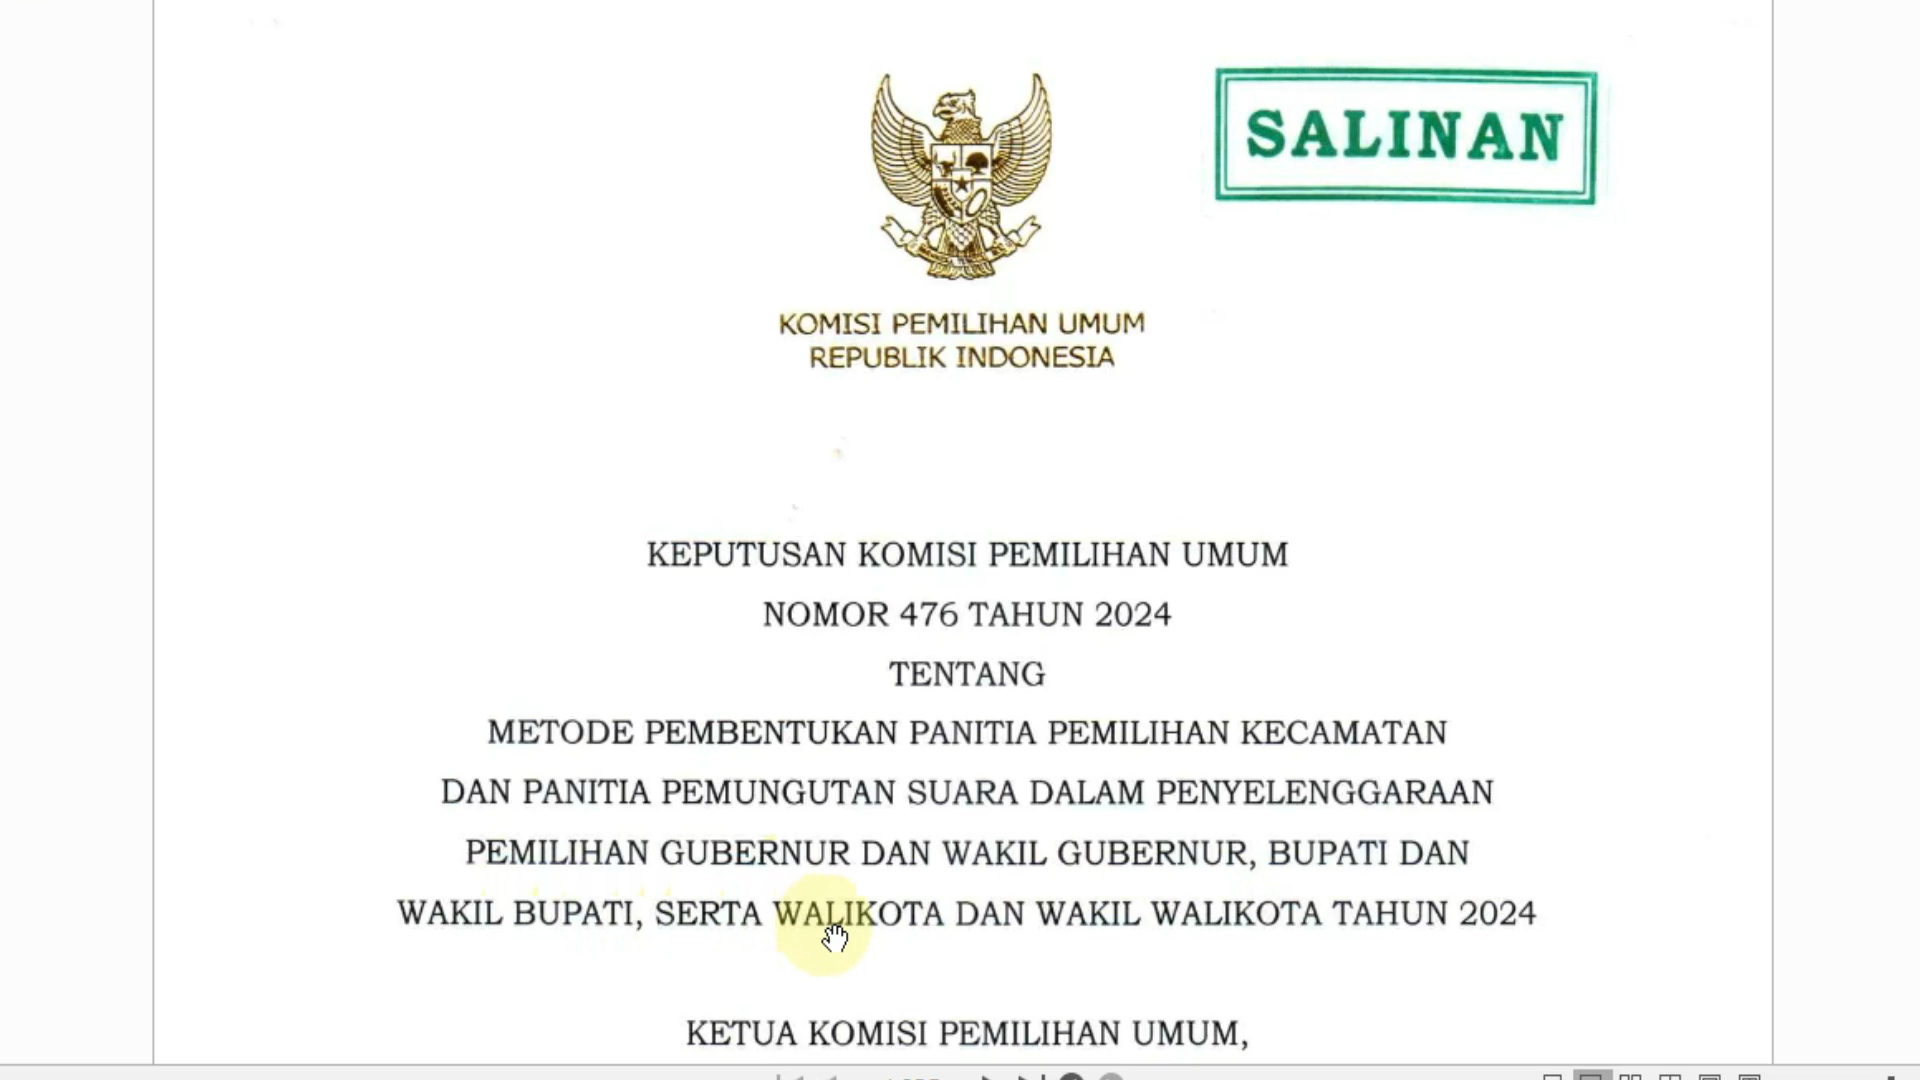 SALINAN
KOMISI PEMILIHAN UMUM
REPUBLIK INDONESIA
KEPUTUSAN KOMISI PEMILIHAN UMUM
NOMOR 476 TAHUN 2024
TENTANG
METODE PEMBENTUKAN PANITIA PEMILIHAN KECAMATAN
DAN PANITIA PEMUNGUTAN SUARA DALAM PENYELENGGARAAN
PEMILIHAN GUBERNUR DAN WAKIL GUBERNUR, BUPATI DAN
WAKIL BUPATI, SERTA WALIKOTA DAN WAKIL WALIKOTA TAHUN 2024
KETUA KOMISI PEMILIHAN UMUM,